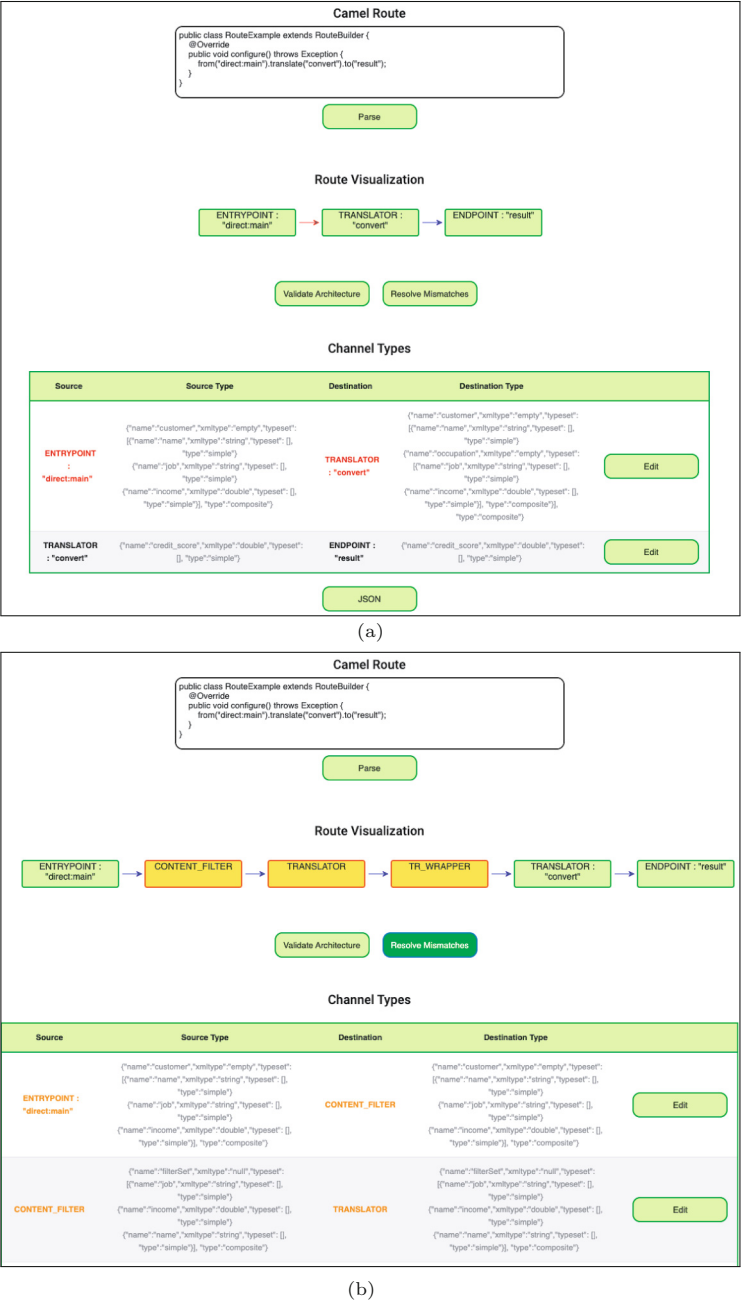 Camel Route
public class RouteExample extends RouteBuilder {
@Override
public void configure() throws Exception {
from("direct:main").translate("convert").to("result");
}
}
Parse
Route Visualization
ENTRYPOINT :
"direct:main"
TRANSLATOR :
"convert"
ENDPOINT : "result"
Validate Architecture
Resolve Mismatches
Channel Types
Source
Source Type
Destination
Destination Type
ENTRYPOINT
:
"direct:main"
{"name":"customer","xmltype":"empty","typeset":
[{"name":"name","xmltype":"string","typeset": [],
"type":"simple"}
{"name":"job","xmltype":"string","typeset": [],
"type":"simple"}
{"name":"income","xmltype":"double","typeset": [],
"type":"simple"}], "type":"composite"}
TRANSLATOR
: "convert"
{"name":"customer","xmltype":"empty","typeset":
[{"name":"name","xmltype":"string","typeset": [],
"type":"simple"}
{"name":"occupation","xmltype":"empty","typeset":
[{"name":"job","xmltype":"string","typeset": [],
"type":"simple"}
{"name":"income","xmltype":"double","typeset": [],
"type":"simple"}], "type":"composite"}],
"type":"composite"}
Edit
TRANSLATOR
: "convert"
{"name":"credit_score","xmltype":"double","typeset":
[], "type":"simple"}
ENDPOINT :
"result"
{"name":"credit_score","xmltype":"double","typeset":
[], "type":"simple"}
Edit
JSON
(a)
Camel Route
public class RouteExample extends RouteBuilder {
@Override
public void configure() throws Exception {
from("direct:main").translate("convert").to("result");
}
}
Parse
Route Visualization
ENTRYPOINT :
"direct:main"
CONTENT_FILTER
TRANSLATOR
TR_WRAPPER
TRANSLATOR :
"convert"
ENDPOINT : "result"
Validate Architecture
Resolve Mismatches
Channel Types
Source
Source Type
Destination
Destination Type
ENTRYPOINT :
"direct:main"
{"name":"customer","xmltype":"empty","typeset":
[{"name":"name","xmltype":"string","typeset": [],
"type":"simple"}
{"name":"job","xmltype":"string","typeset": [],
"type":"simple"}
{"name":"income","xmltype":"double","typeset": [],
"type":"simple"}], "type":"composite"}
CONTENT_FILTER
{"name":"customer","xmltype":"empty","typeset":
[{"name":"name","xmltype":"string","typeset": [],
"type":"simple"}
{"name":"job","xmltype":"string","typeset": [],
"type":"simple"}
{"name":"income","xmltype":"double","typeset": [],
"type":"simple"}], "type":"composite"}
Edit
CONTENT_FILTER
{"name":"filterSet","xmltype":"null","typeset":
[{"name":"job","xmltype":"string","typeset": [],
"type":"simple"}
{"name":"income","xmltype":"double","typeset": [],
"type":"simple"}
{"name":"name","xmltype":"string","typeset": [],
"type":"simple"}], "type":"composite"}
TRANSLATOR
{"name":"filterSet","xmltype":"null","typeset":
[{"name":"job","xmltype":"string","typeset": [],
"type":"simple"}
{"name":"income","xmltype":"double","typeset": [],
"type":"simple"}
{"name":"name","xmltype":"string","typeset": [],
"type":"simple"}], "type":"composite"}
Edit
(b)